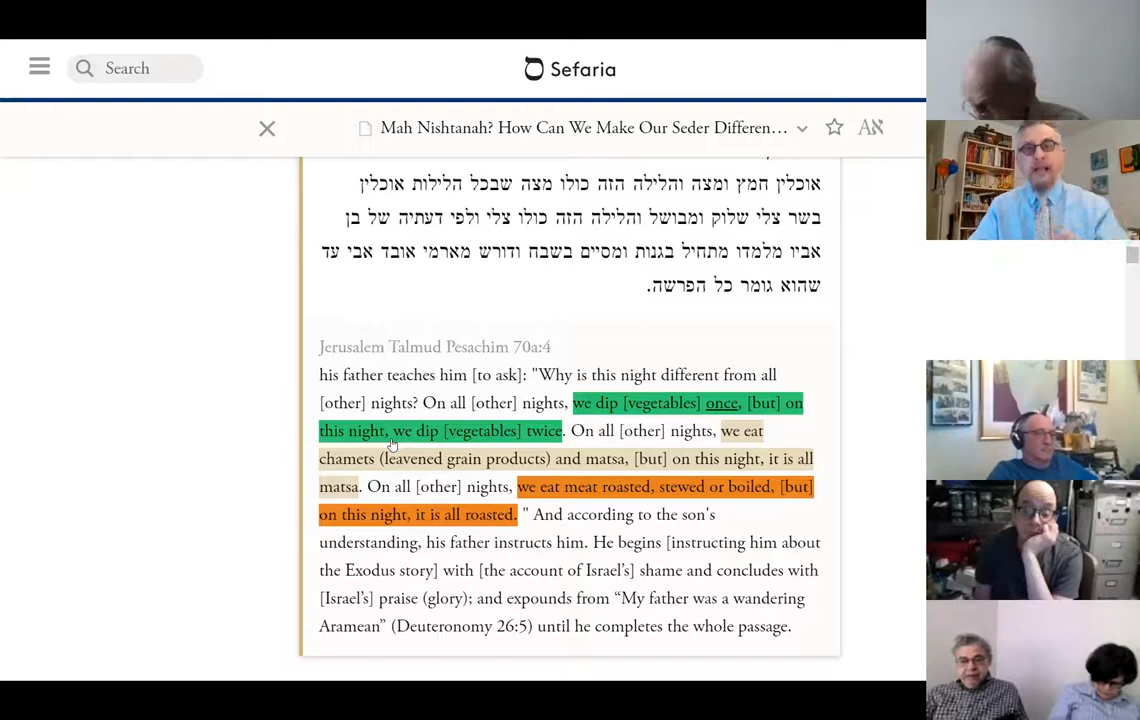 Search
Sefaria
Mah Nishtanah? How Can We Make Our Seder Differen...
אוכלין חמץ ומצה והלילה הזה כולו מצה שבכל הלילות אוכלין
בשר צלי שלוק ומבושל והלילה הזה כולו צלי ולפי דעתיה של בן
אביו מלמדו מתחיל בגנות ומסיים בשבח ודורש מארמי אובד אבי עד
שהוא גומר כל הפרשה.
Jerusalem Talmud Pesachim 70a:4
his father teaches him [to ask]: "Why is this night different from all
[other] nights? On all [other] nights, we dip [vegetables] once, [but] on
this night, we dip [vegetables] twice. On all [other] nights, we eat
chamets (leavened grain products) and matsa, [but] on this night, it is all
matsa. On all [other] nights, we eat meat roasted, stewed or boiled, [but]
on this night, it is all roasted. " And according to the son's
understanding, his father instructs him. He begins [instructing him about
the Exodus story] with [the account of Israel’s] shame and concludes with
[Israel’s] praise (glory); and expounds from “My father was a wandering
Aramean” (Deuteronomy 26:5) until he completes the whole passage.